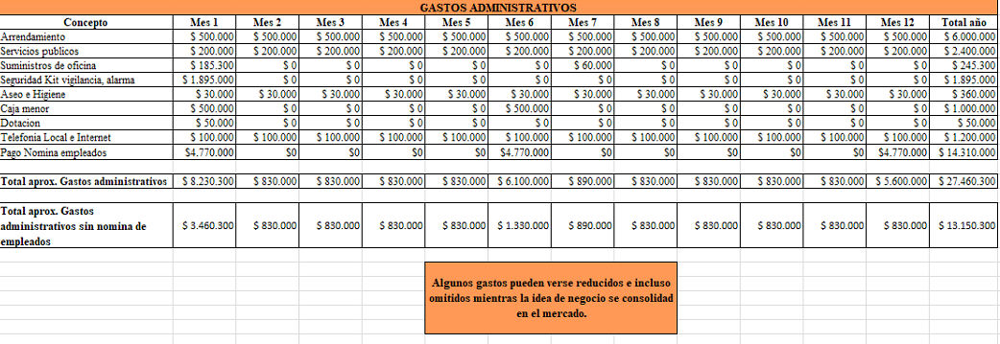 GASTOS ADMINISTRATIVOS
Concepto Mes 1 Mes 2 Mes 3 Mes 4 Mes 5 Mes 6 Mes 7 Mes 8 Mes 9 Mes 10 Mes 11 Mes 12 Total año
Arrendamiento $ 500.000 $ 500.000 $ 500.000 $ 500.000 $ 500.000 $ 500.000 $ 500.000 $ 500.000 $ 500.000 $ 500.000 $ 500.000 $ 500.000 $ 6.000.000
Servicios publicos $ 200.000 $ 200.000 $ 200.000 $ 200.000 $ 200.000 $ 200.000 $ 200.000 $ 200.000 $ 200.000 $ 200.000 $ 200.000 $ 200.000 $ 2.400.000
Suministros de oficina $ 185.300 $ 0 $ 0 $ 0 $ 0 $ 0 $ 60.000 $ 0 $ 0 $ 0 $ 0 $ 0 $ 245.300
Seguridad Kit vigilancia, alarma $ 1.895.000 $ 0 $ 0 $ 0 $ 0 $ 0 $ 0 $ 0 $ 0 $ 0 $ 0 $ 0 $ 1.895.000
Aseo e Higiene $ 30.000 $ 30.000 $ 30.000 $ 30.000 $ 30.000 $ 30.000 $ 30.000 $ 30.000 $ 30.000 $ 30.000 $ 30.000 $ 30.000 $ 360.000
Caja menor $ 500.000 $ 0 $ 0 $ 0 $ 0 $ 500.000 $ 0 $ 0 $ 0 $ 0 $ 0 $ 0 $ 1.000.000
Dotacion $ 50.000 $ 0 $ 0 $ 0 $ 0 $ 0 $ 0 $ 0 $ 0 $ 0 $ 0 $ 0 $ 50.000
Telefonia Local e Internet $ 100.000 $ 100.000 $ 100.000 $ 100.000 $ 100.000 $ 100.000 $ 100.000 $ 100.000 $ 100.000 $ 100.000 $ 100.000 $ 100.000 $ 1.200.000
Pago Nomina empleados $4.770.000 $0 $0 $0 $0 $4.770.000 $0 $0 $0 $0 $0 $4.770.000 $ 14.310.000
Total aprox. Gastos administrativos $ 8.230.300 $ 830.000 $ 830.000 $ 830.000 $ 830.000 $ 6.100.000 $ 890.000 $ 830.000 $ 830.000 $ 830.000 $ 830.000 $ 5.600.000 $ 27.460.300
Total aprox. Gastos
administrativos sin nomina de $ 3.460.300 $ 830.000 $ 830.000 $ 830.000 $ 830.000 $ 1.330.000 $ 890.000 $ 830.000 $ 830.000 $ 830.000 $ 830.000 $ 830.000 $ 13.150.300
empleados
Algunos gastos pueden verse reducidos e incluso
omitidos mientras la idea de negocio se consolidad
en el mercado.